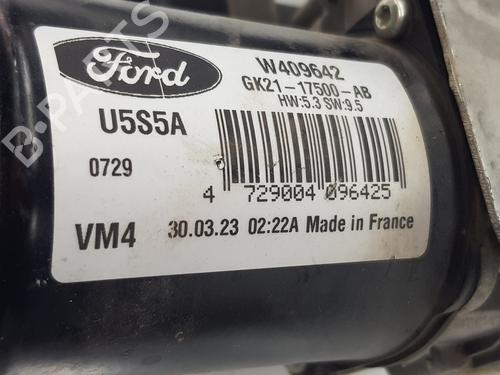 Ford
W409642
GK21-17500-AB
HW:5.3 SW:9.5
U5S5A
0729
4 729004 096425
VM4 30.03.23 02:22A Made in France